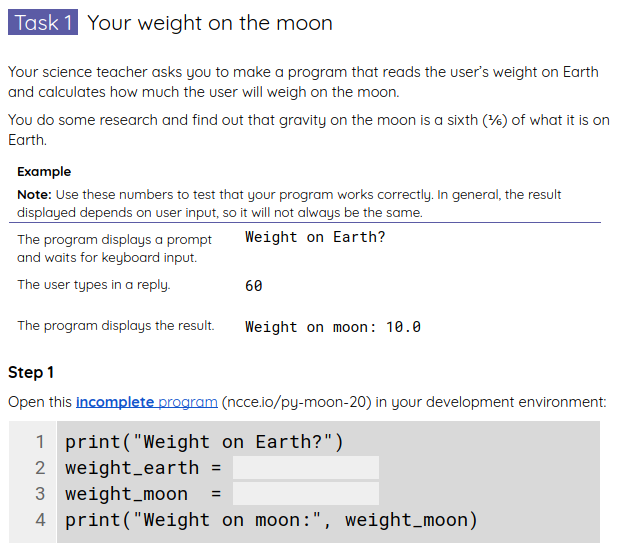 Task 1 Your weight on the moon
Your science teacher asks you to make a program that reads the user's weight on Earth
and calculates how much the user will weigh on the moon.
You do some research and find out that gravity on the moon is a sixth (⅙) of what it is on
Earth.
Example
Note: Use these numbers to test that your program works correctly. In general, the result
displayed depends on user input, so it will not always be the same.
The program displays a prompt Weight on Earth?
and waits for keyboard input.
The user types in a reply. 60
The program displays the result. Weight on moon: 10.0
Step 1
Open this incomplete program (ncce.io/py-moon-20) in your development environment:
1 print("Weight on Earth?")
2 weight_earth =
3 weight_moon =
4 print("Weight on moon:", weight_moon)